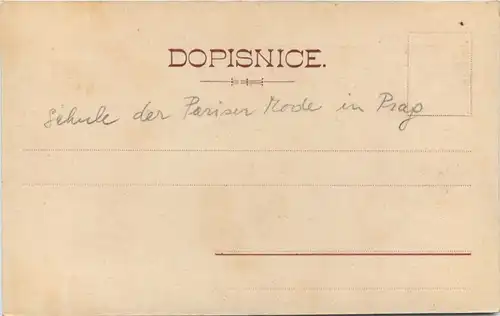 DOPISNICE.
Schule der Pariser Mode in Prag